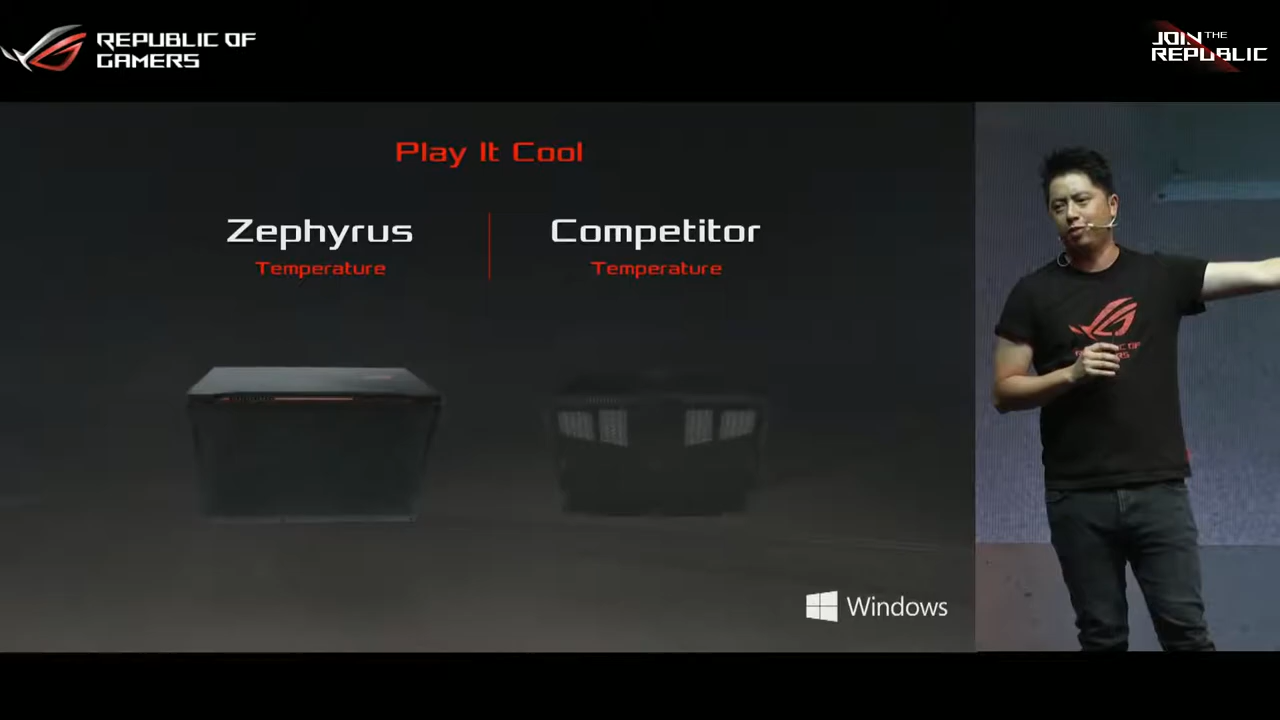 REPUBLIC OF
GAMERS
JOIN THE
REPUBLIC
Play It Cool
Zephyrus
Competitor
Temperature
Temperature
Windows